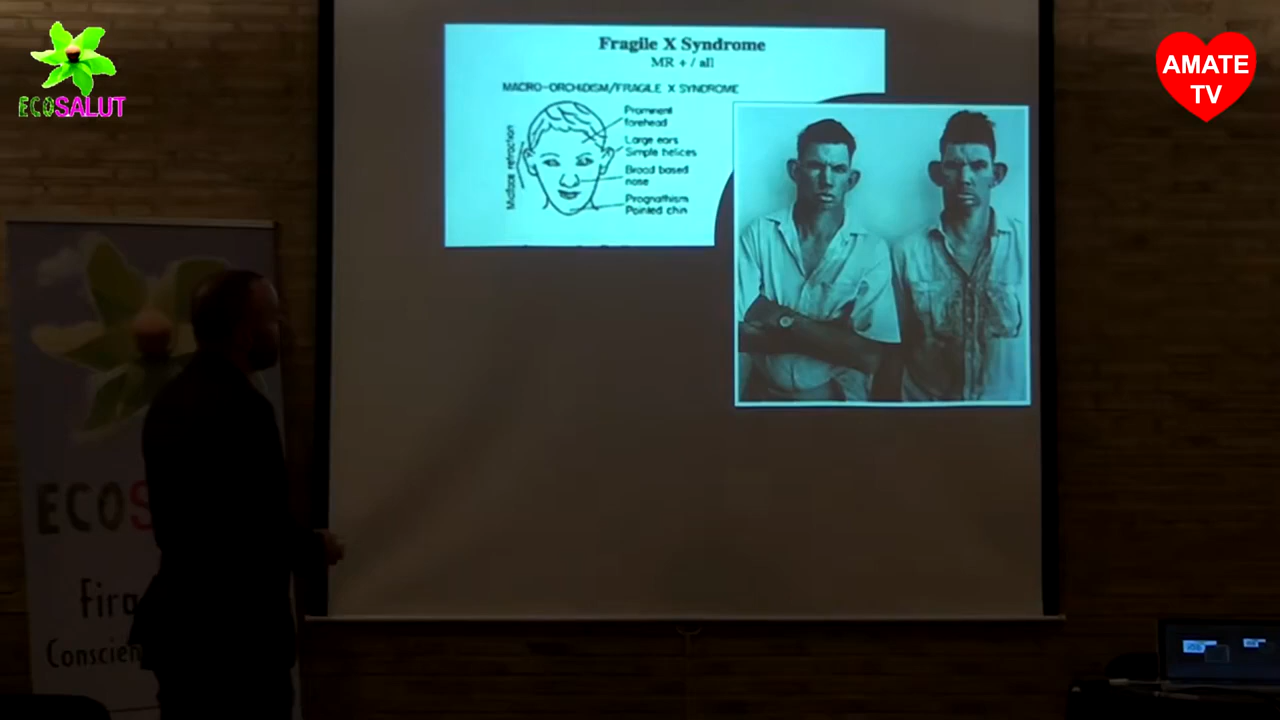 ECOSALUT
AMATE
TV
Fragile X Syndrome
MR + / all
MACRO-ORCHIDISM/FRAGILE X SYNDROME
Midface retraction
Prominent
forehead
Large ears
Simple helices
Broad based
nose
Prognathism
Pointed chin
ECOS
Fira
Conscièn